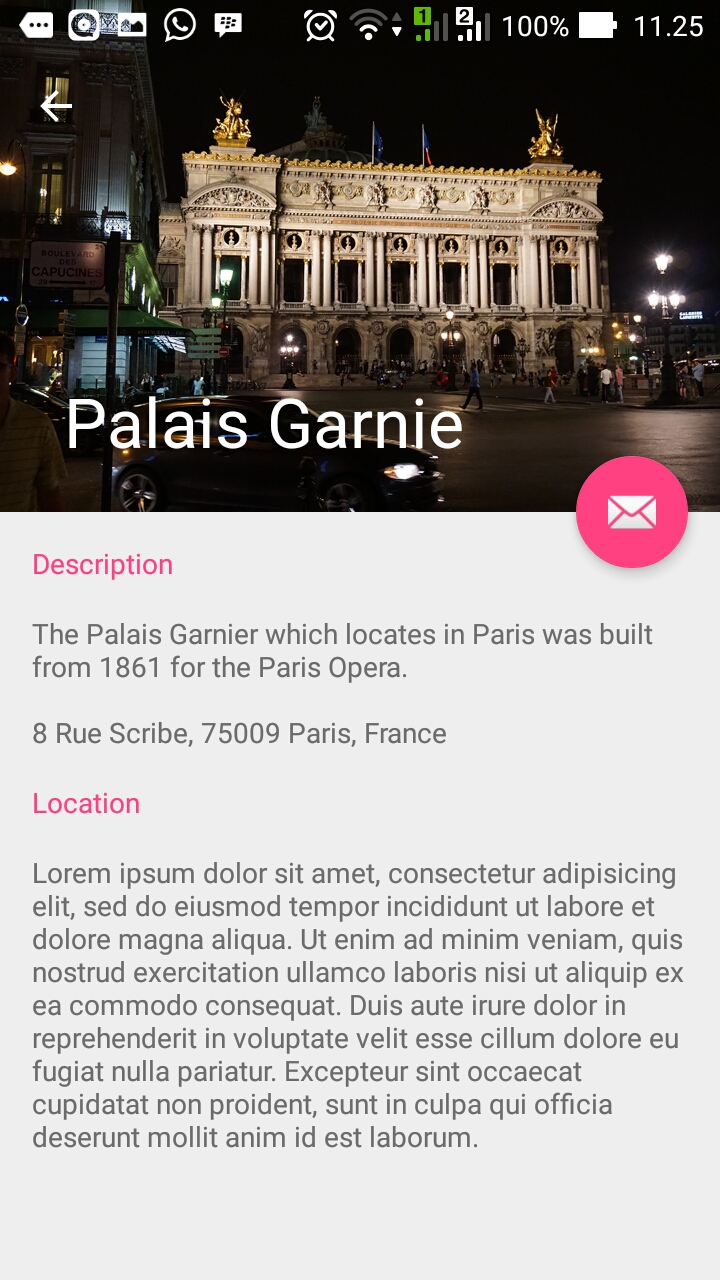 1 2 100% 11.25
BOULEVARD
DES
CAPUCINES
Palais Garnie
Description
The Palais Garnier which locates in Paris was built
from 1861 for the Paris Opera.
8 Rue Scribe, 75009 Paris, France
Location
Lorem ipsum dolor sit amet, consectetur adipisicing
elit, sed do eiusmod tempor incididunt ut labore et
dolore magna aliqua. Ut enim ad minim veniam, quis
nostrud exercitation ullamco laboris nisi ut aliquip ex
ea commodo consequat. Duis aute irure dolor in
reprehenderit in voluptate velit esse cillum dolore eu
fugiat nulla pariatur. Excepteur sint occaecat
cupidatat non proident, sunt in culpa qui officia
deserunt mollit anim id est laborum.